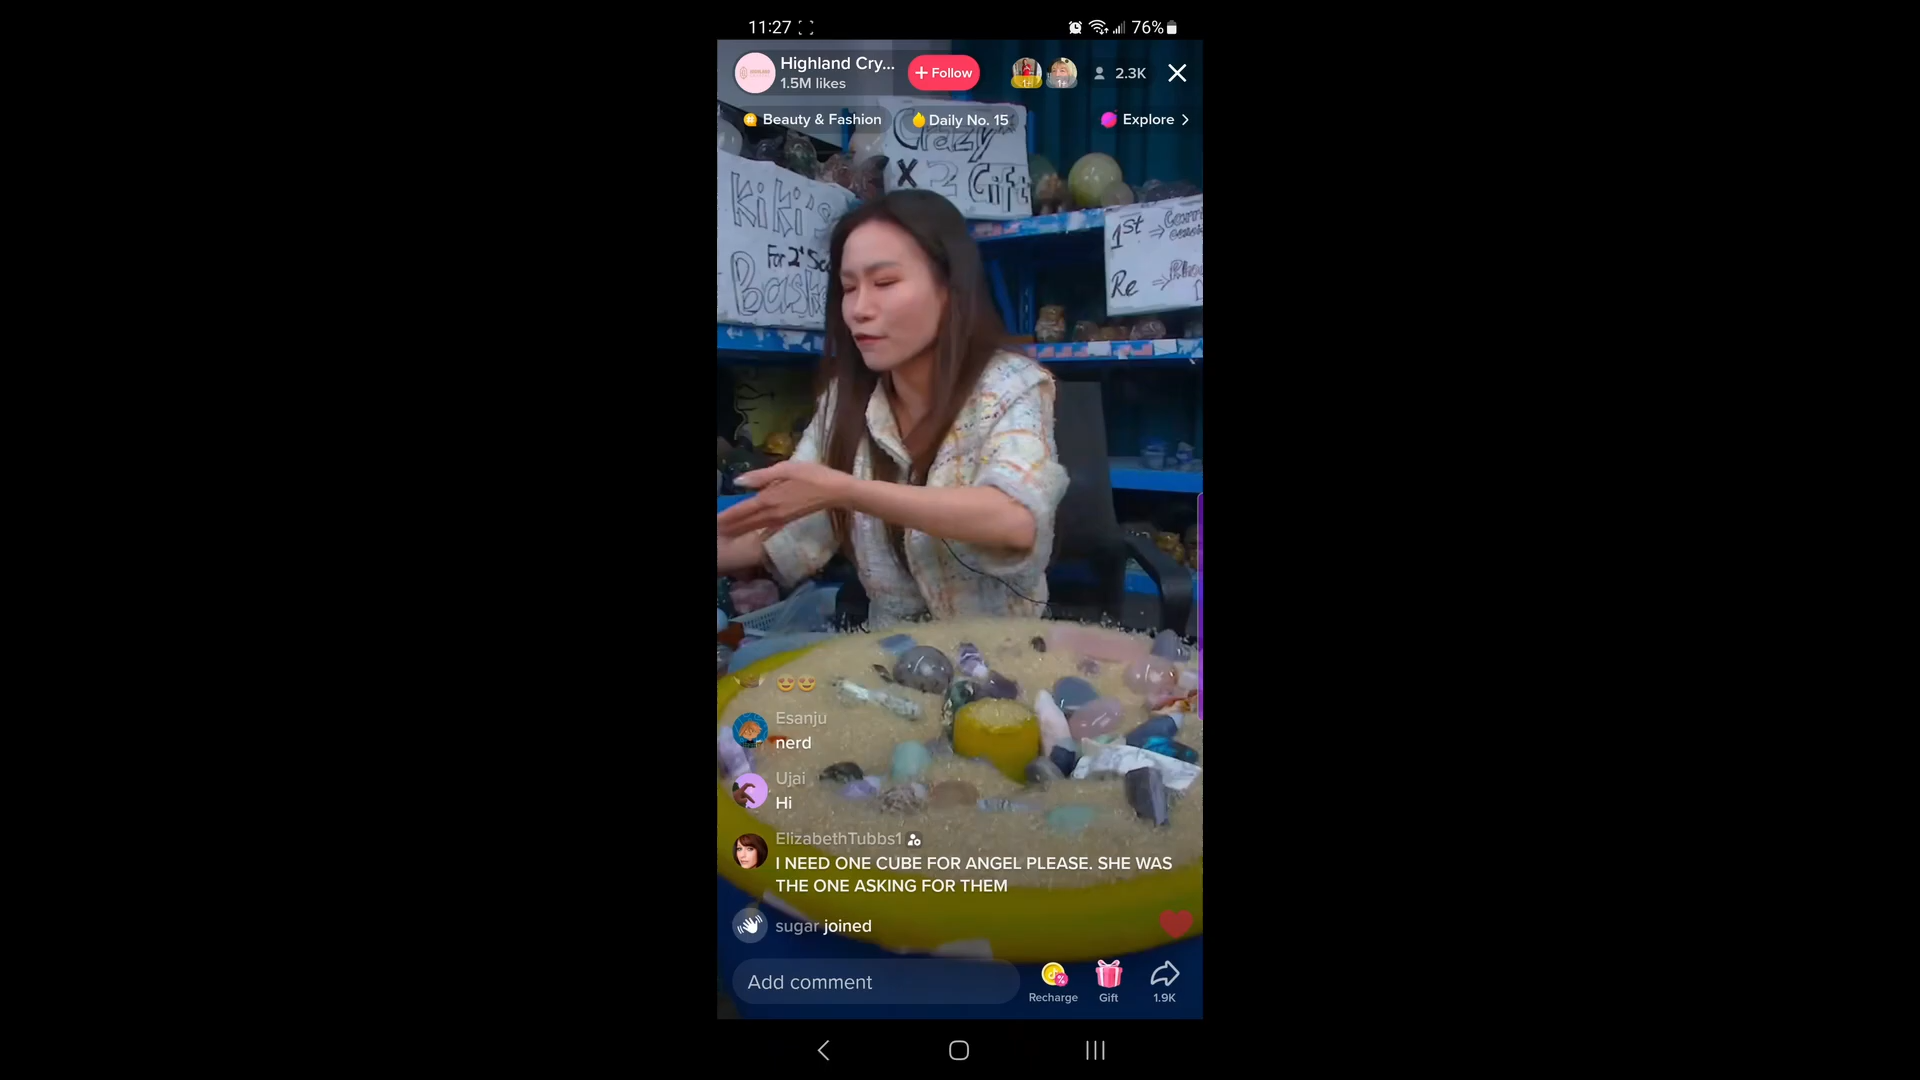 11:27
76%
Highland Cry...
1.5M likes
+ Follow
2.3K
Beauty & Fashion
Daily No. 15
Explore
Crazy
x 2 Gift
Kiki's
For 2
1st
Re
Esanju
nerd
Ujai
Hi
ElizabethTubbs1
I NEED ONE CUBE FOR ANGEL PLEASE. SHE WAS
THE ONE ASKING FOR THEM
sugar joined
Add comment
Recharge
Gift
1.9K